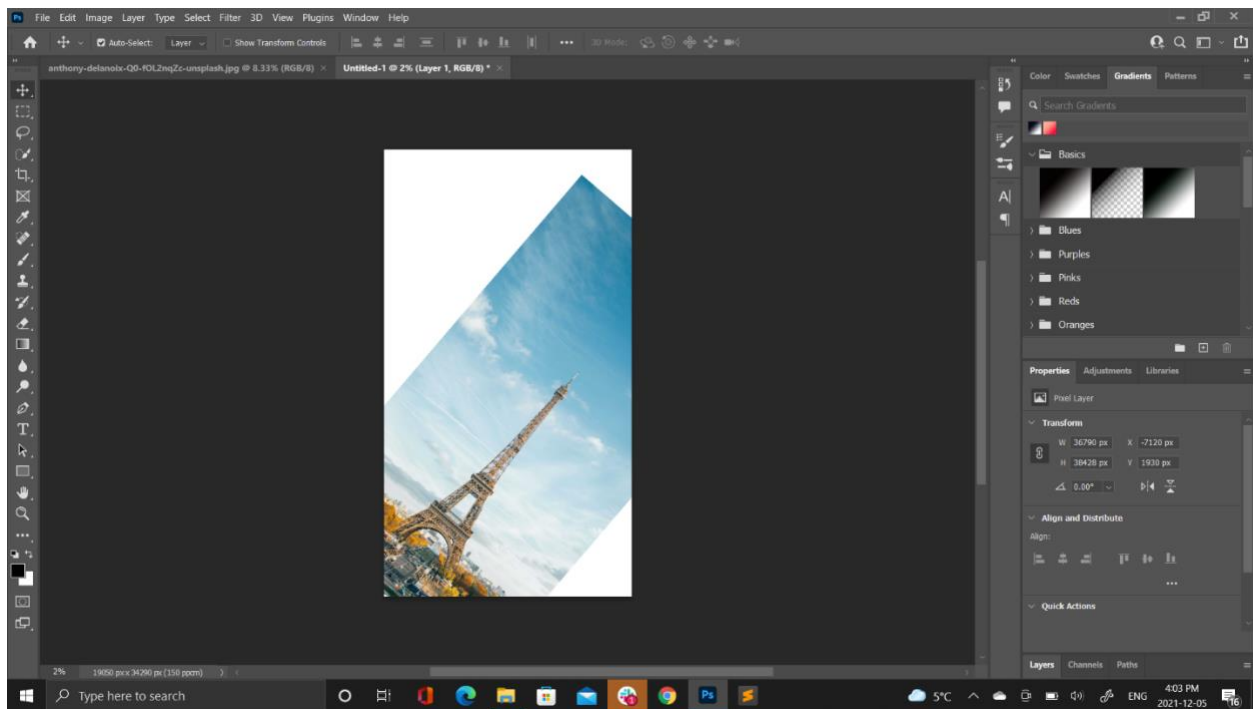 Ps File Edit Image Layer Type Select Filter 3D View Plugins Window Help
Auto-Select: Layer Show Transform Controls 3D Mode:
anthony-delanoix-Q0-fOL2nqZc-unsplash.jpg @ 8.33% (RGB/8) × Untitled-1 @ 2% (Layer 1, RGB/8) * ×
Color Swatches Gradients Patterns
Search Gradients
Basics
Blues
Purples
Pinks
Reds
Oranges
Properties Adjustments Libraries
Pixel Layer
Transform
W 36790 px X -7120 px
H 38428 px Y 1930 px
0.00°
Align and Distribute
Align:
Quick Actions
Layers Channels Paths
2% 19050 px x 34290 px (150 ppcm)
Type here to search
Ps
5°C ENG 4:03 PM
2021-12-05
16